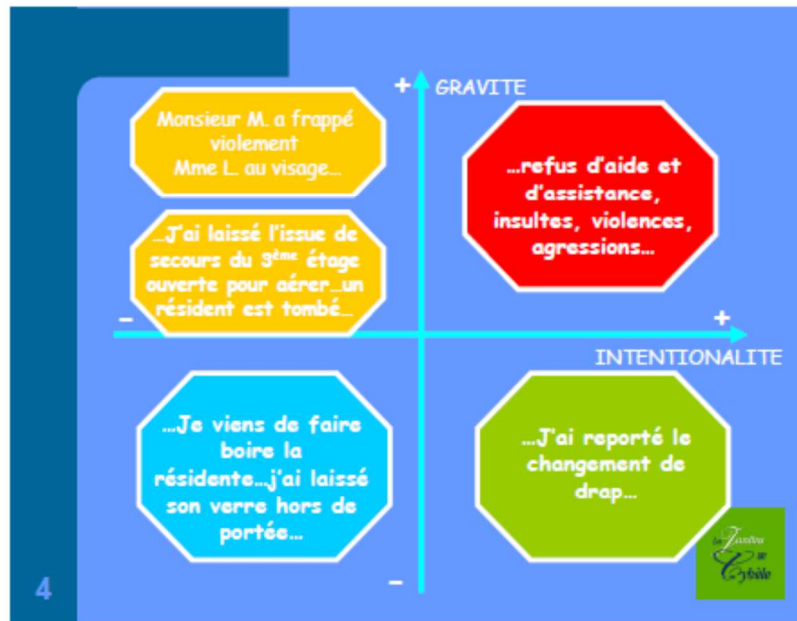 + GRAVITE
Monsieur M. a frappé
violement
Mme L. au visage...
...J'ai laissé l'issue de
secours du 3ème étage
ouverte pour aérer...un
résident est tombé...
...refus d'aide et
d'assistance,
insultes, violences,
agressions...
–
+
INTENTIONALITE
...Je viens de faire
boire la
résidente...j'ai laissé
son verre hors de
portée...
...J'ai reporté le
changement de
drap...
–
4
de
Cybèle